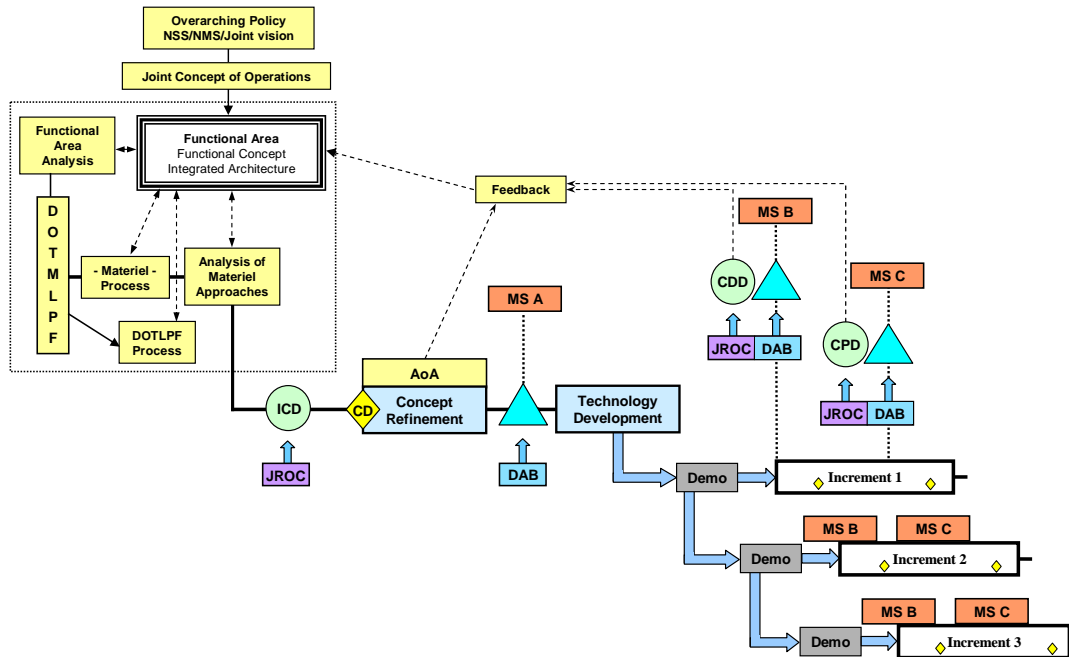 Overarching Policy
NSS/NMS/Joint vision
Joint Concept of Operations
Functional
Area
Analysis
Functional Area
Functional Concept
Integrated Architecture
Feedback
D
O
T
M
L
P
F
- Materiel -
Process
Analysis of
Materiel
Approaches
DOTLPF
Process
MS A
MS B
CDD
JROC
DAB
MS C
CPD
JROC
DAB
ICD
JROC
CD
AoA
Concept
Refinement
DAB
Technology
Development
Demo
Increment 1
MS B
MS C
Demo
Increment 2
MS B
MS C
Demo
Increment 3